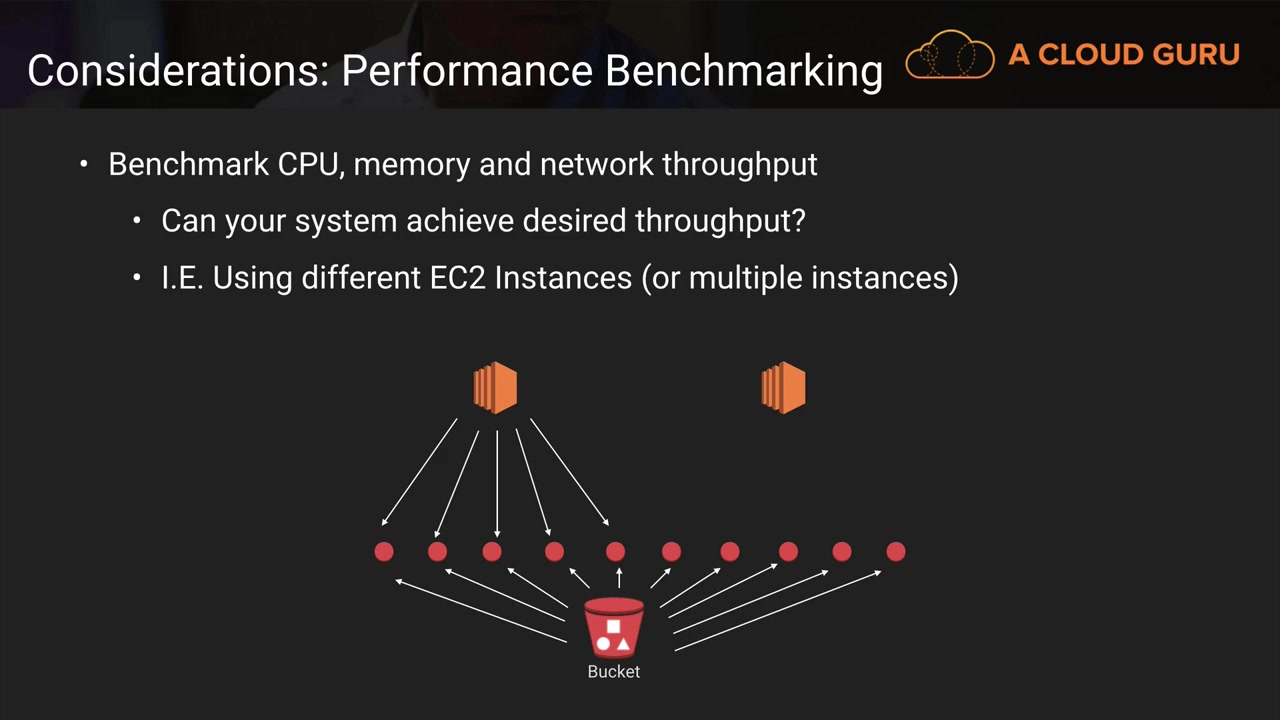 Considerations: Performance Benchmarking
A CLOUD GURU
• Benchmark CPU, memory and network throughput
• Can your system achieve desired throughput?
• I.E. Using different EC2 Instances (or multiple instances)
Bucket